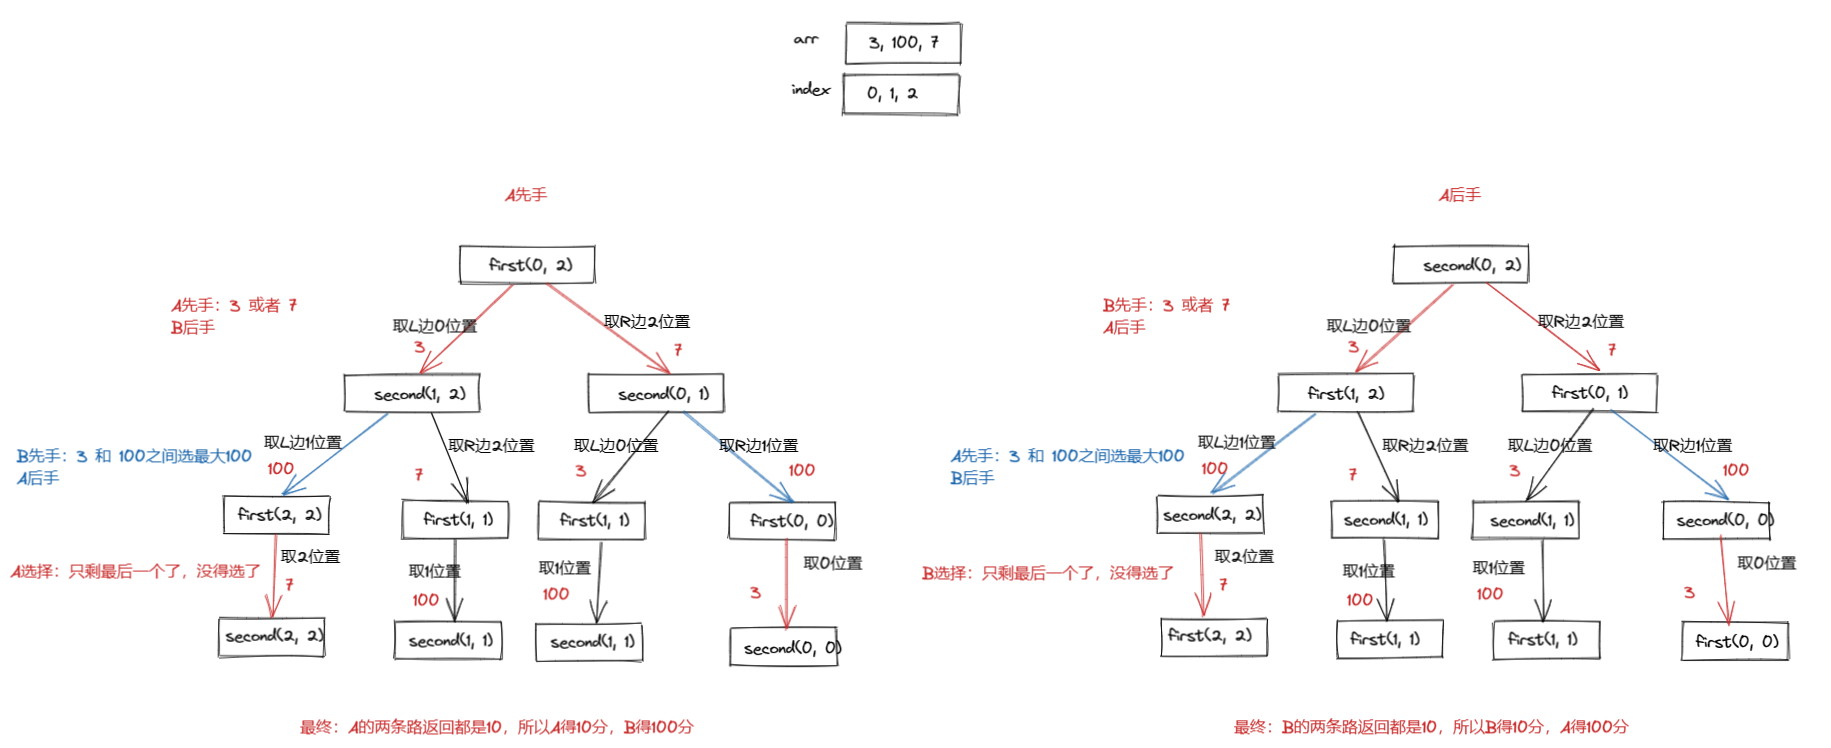 arr
3, 100, 7
index
0, 1, 2
A先手
first(0, 2)
A先手：3 或者 7
B后手
取L边0位置
3
取R边2位置
7
second(1, 2)
second(0, 1)
B先手：3 和 100之间选最大100
A后手
取L边1位置
100
取R边2位置
7
取L边0位置
3
取R边1位置
100
first(2, 2)
first(1, 1)
first(1, 1)
first(0, 0)
A选择：只剩最后一个了，没得选了
取2位置
7
取1位置
100
取1位置
100
取0位置
3
second(2, 2)
second(1, 1)
second(1, 1)
second(0, 0)
最终：A的两条路返回都是10，所以A得10分，B得100分
A后手
second(0, 2)
B先手：3 或者 7
A后手
取L边0位置
3
取R边2位置
7
first(1, 2)
first(0, 1)
A先手：3 和 100之间选最大100
B后手
取L边1位置
100
取R边2位置
7
取L边0位置
3
取R边1位置
100
second(2, 2)
second(1, 1)
second(1, 1)
second(0, 0)
B选择：只剩最后一个了，没得选了
取2位置
7
取1位置
100
取1位置
100
取0位置
3
first(2, 2)
first(1, 1)
first(1, 1)
first(0, 0)
最终：B的两条路返回都是10，所以B得10分，A得100分